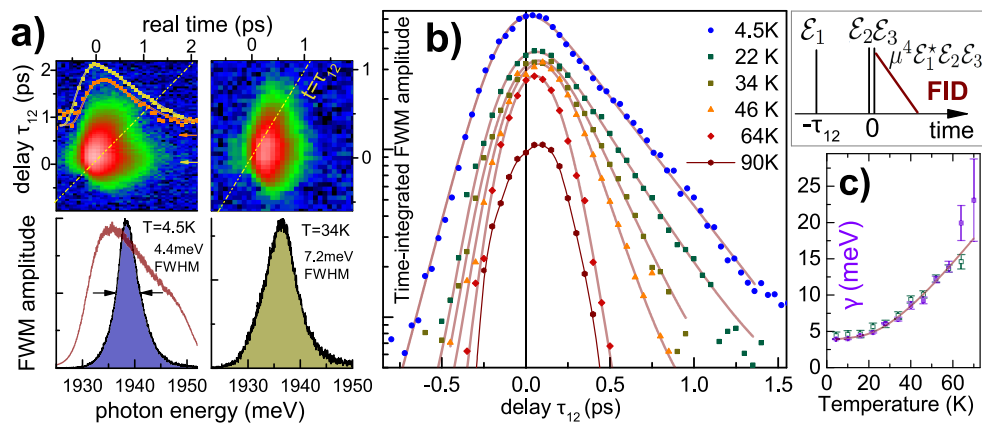 a)
real time (ps)
0 1 2
0 1
delay τ12 (ps)
2
1
0
t=τ12
1
0
FWM amplitude
T=4.5K
4.4meV
FWHM
T=34K
7.2meV
FWHM
1930 1940 1950
1930 1940 1950
photon energy (meV)
b)
Time-integrated FWM amplitude
4.5K
22 K
34 K
46 K
64K
90K
-0.5 0.0 0.5 1.0 1.5
delay τ12 (ps)
ℰ1 ℰ2ℰ3
μ⁴ℰ1*ℰ2ℰ3
FID
-τ12 0 time
c)
γ (meV)
25
20
15
10
5
0
0 20 40 60
Temperature (K)